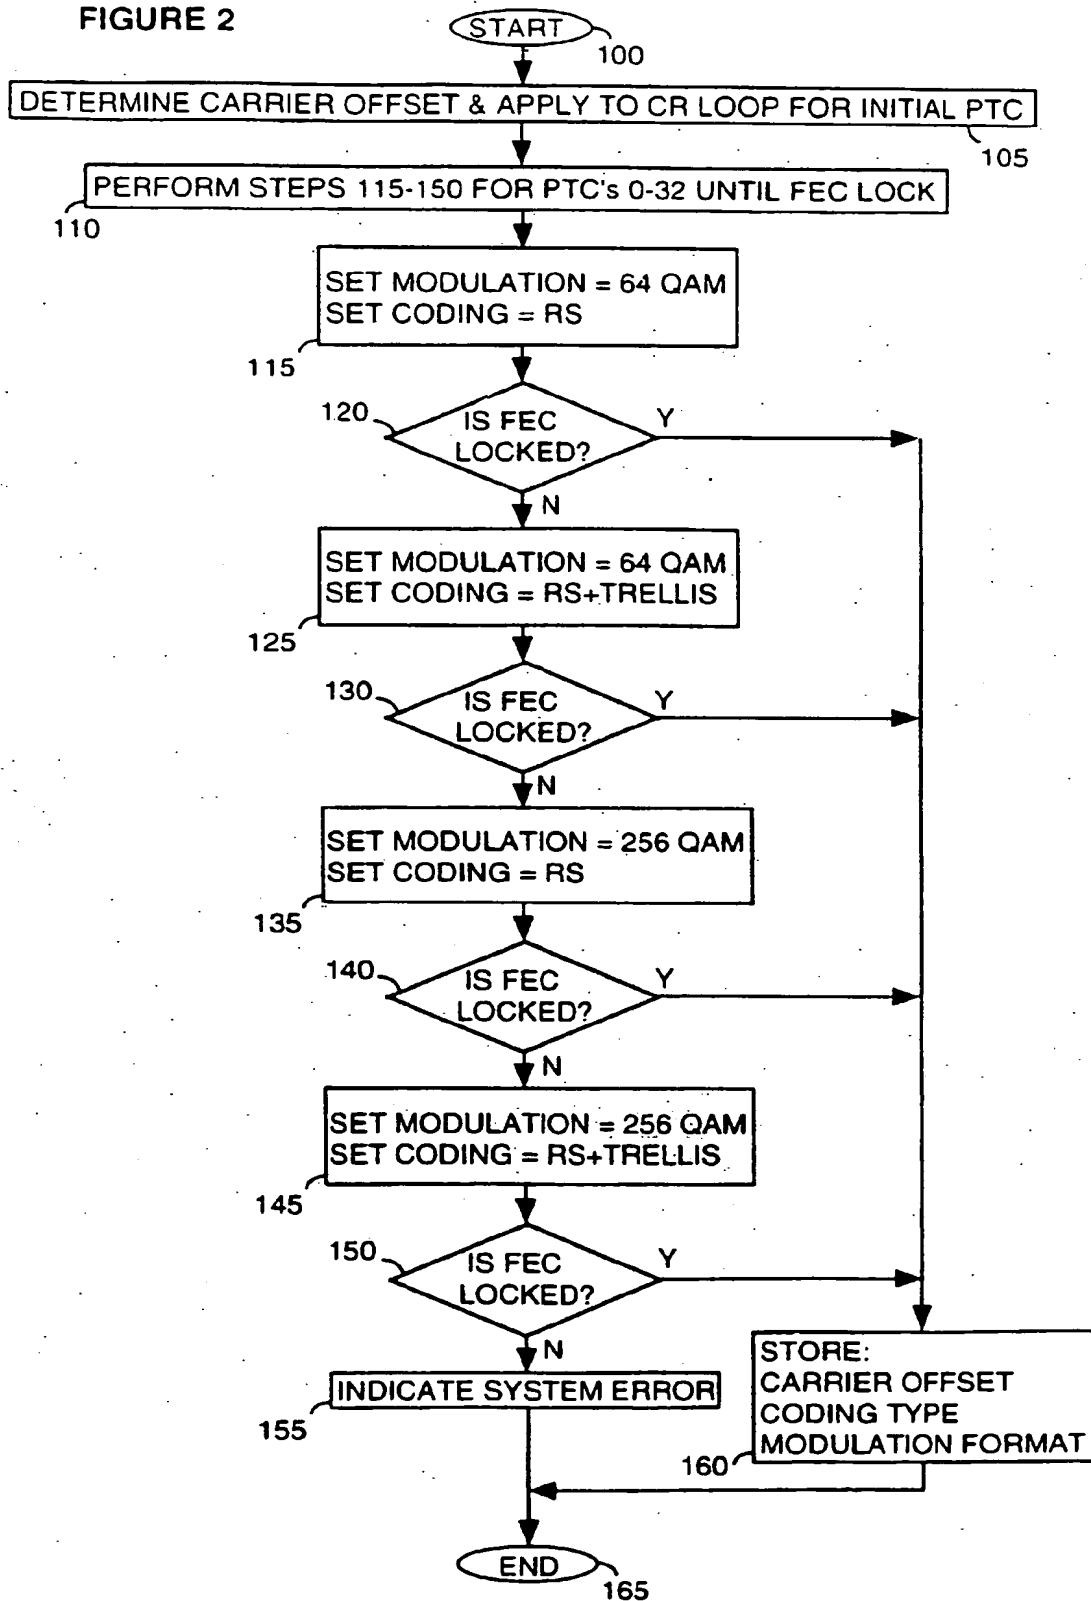 FIGURE 2
START
100
DETERMINE CARRIER OFFSET & APPLY TO CR LOOP FOR INITIAL PTC
105
PERFORM STEPS 115-150 FOR PTC's 0-32 UNTIL FEC LOCK
110
SET MODULATION = 64 QAM
SET CODING = RS
115
120
IS FEC
LOCKED?
Y
N
SET MODULATION = 64 QAM
SET CODING = RS+TRELLIS
125
130
IS FEC
LOCKED?
Y
N
SET MODULATION = 256 QAM
SET CODING = RS
135
140
IS FEC
LOCKED?
Y
N
SET MODULATION = 256 QAM
SET CODING = RS+TRELLIS
145
150
IS FEC
LOCKED?
Y
N
INDICATE SYSTEM ERROR
155
STORE:
CARRIER OFFSET
CODING TYPE
MODULATION FORMAT
160
END
165